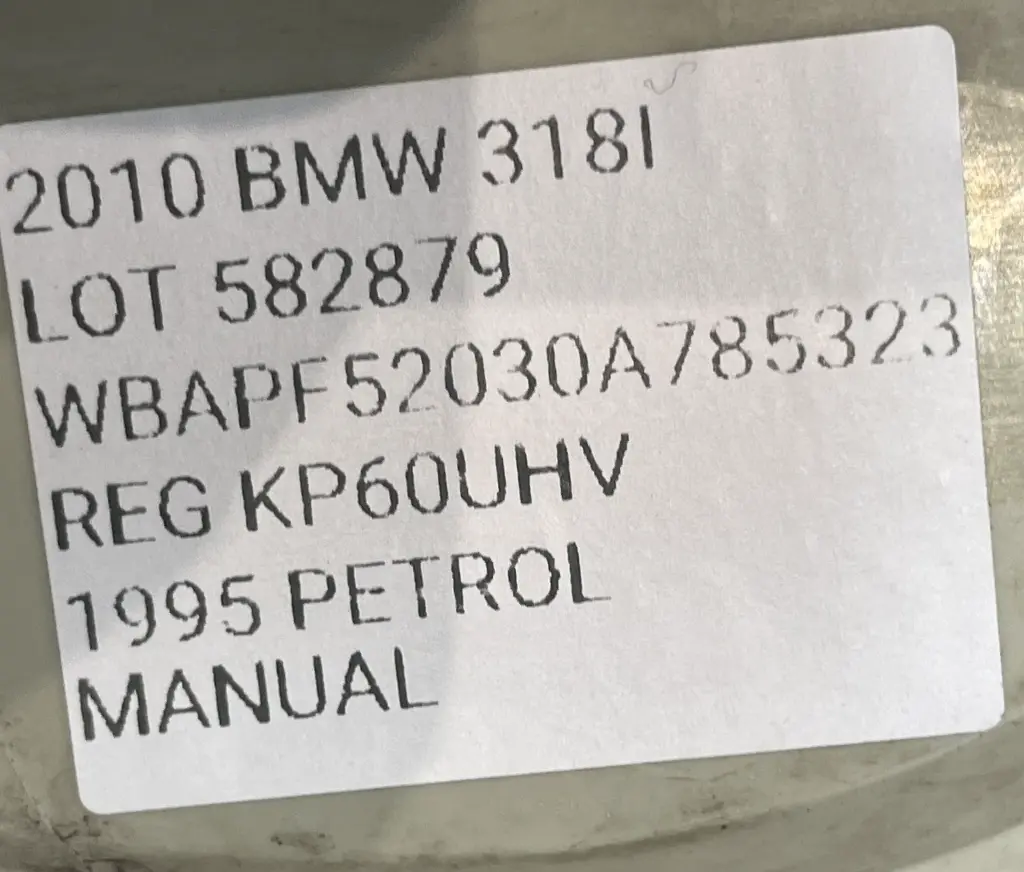 2010 BMW 318I
LOT 582879
WBAPF52030A785323
REG KP60UHV
1995 PETROL
MANUAL